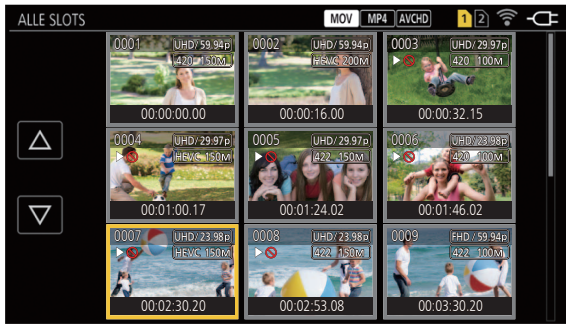 ALLE SLOTS MOV MP4 AVCHD 1 2
0001 UHD/59.94p
420 150M
00:00:00.00
0002 UHD/59.94p
HEVC 200M
00:00:16.00
0003 UHD/29.97p
420 100M
00:00:32.15
0004 UHD/29.97p
HEVC 150M
00:01:00.17
0005 UHD/29.97p
422 150M
00:01:24.02
0006 UHD/23.98p
420 100M
00:01:46.02
0007 UHD/23.98p
HEVC 150M
00:02:30.20
0008 UHD/23.98p
422 150M
00:02:53.08
0009 FHD/59.94p
422 100M
00:03:30.20